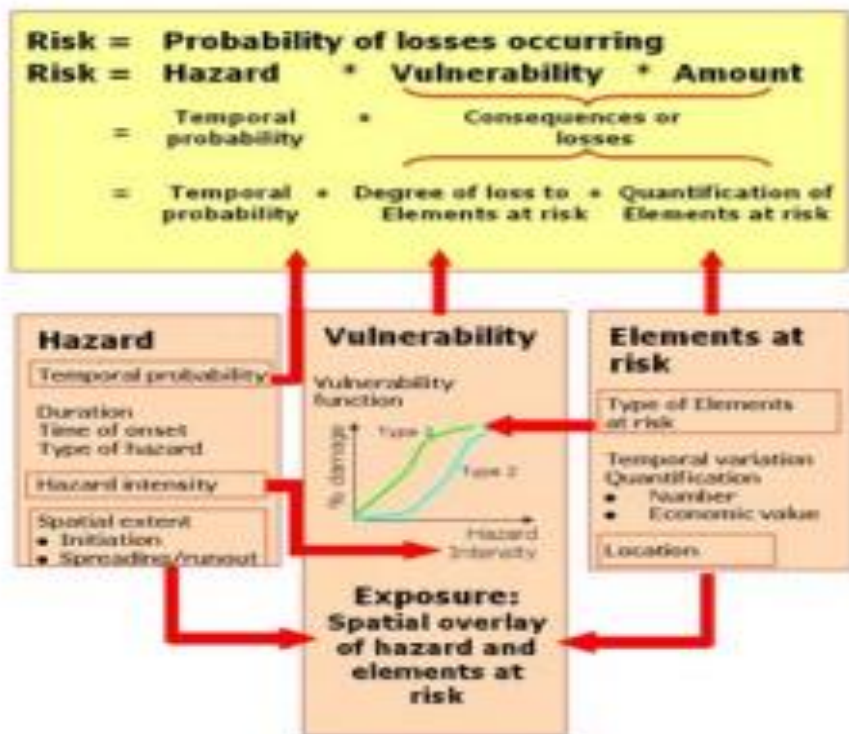 Risk = Probability of losses occurring
Risk = Hazard * Vulnerability * Amount
= Temporal probability * Consequences or losses
= Temporal probability * Degree of loss to Elements at risk * Quantification of Elements at risk
Hazard
Temporal probability
Duration
Time of onset
Type of hazard
Hazard intensity
Spatial extent
• Initiation
• Spreading/runout
Vulnerability
Vulnerability
function
% damage
Type
Type 2
Hazard
Intensity
Exposure:
Spatial overlay
of hazard and
elements at
risk
Elements at
risk
Type of Elements
at risk
Temporal variation
Quantification
• Number
• Economic value
Location